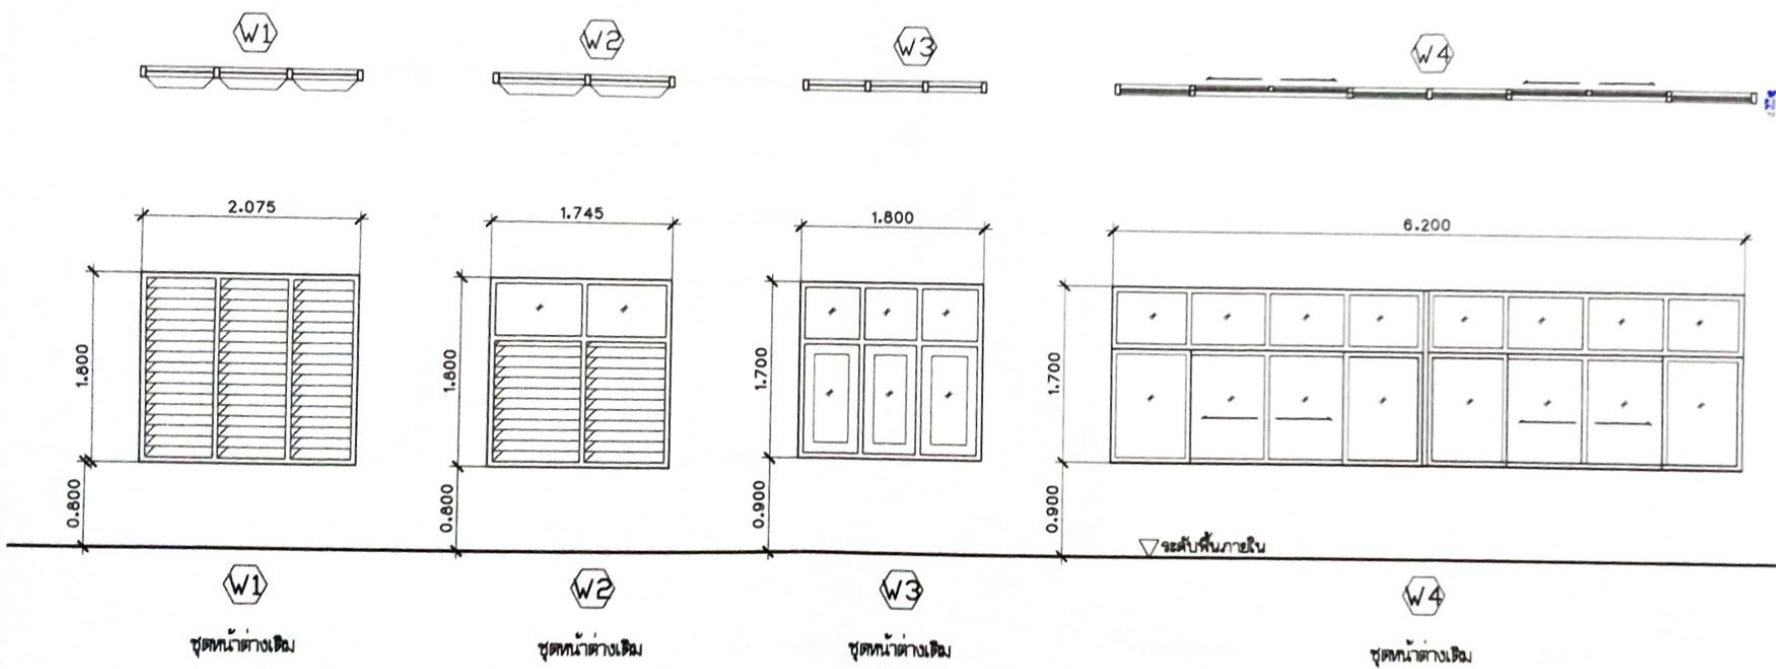 W1
W2
W3
W4
2.075
1.745
1.800
6.200
1.800
1.800
1.700
1.700
0.800
0.800
0.900
0.900
ระดับพื้นภายใน
W1
W2
W3
W4
ชุดหน้าต่างเดิม
ชุดหน้าต่างเดิม
ชุดหน้าต่างเดิม
ชุดหน้าต่างเดิม